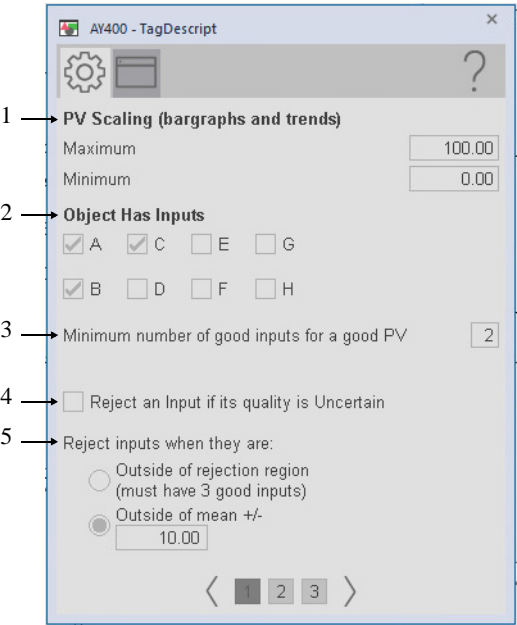 AY400 - TagDescript
×
?
1 PV Scaling (bargraphs and trends)
Maximum 100.00
Minimum 0.00
2 Object Has Inputs
A C E G
B D F H
3 Minimum number of good inputs for a good PV 2
4 Reject an Input if its quality is Uncertain
5 Reject inputs when they are:
Outside of rejection region
(must have 3 good inputs)
Outside of mean +/-
10.00
1 2 3